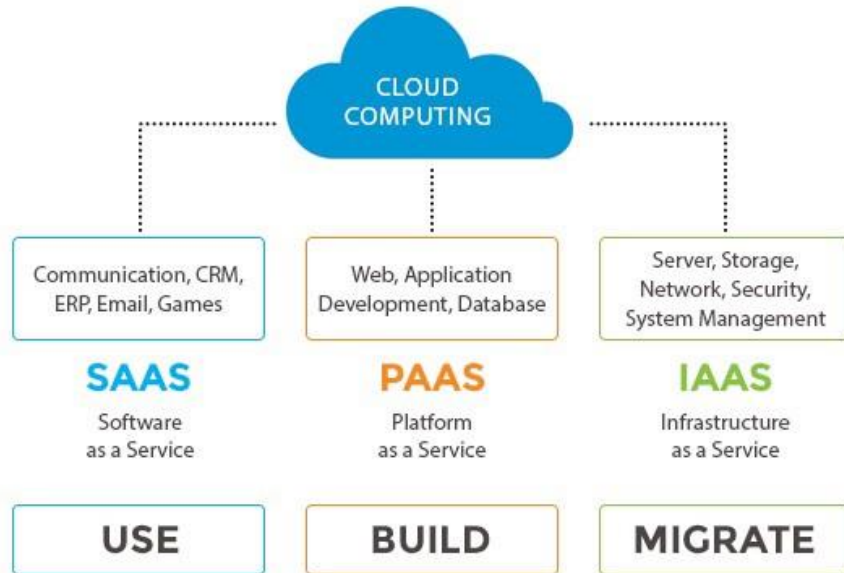 CLOUD
COMPUTING
Communication, CRM,
ERP, Email, Games
SAAS
Software
as a Service
USE
Web, Application
Development, Database
PAAS
Platform
as a Service
BUILD
Server, Storage,
Network, Security,
System Management
IAAS
Infrastructure
as a Service
MIGRATE